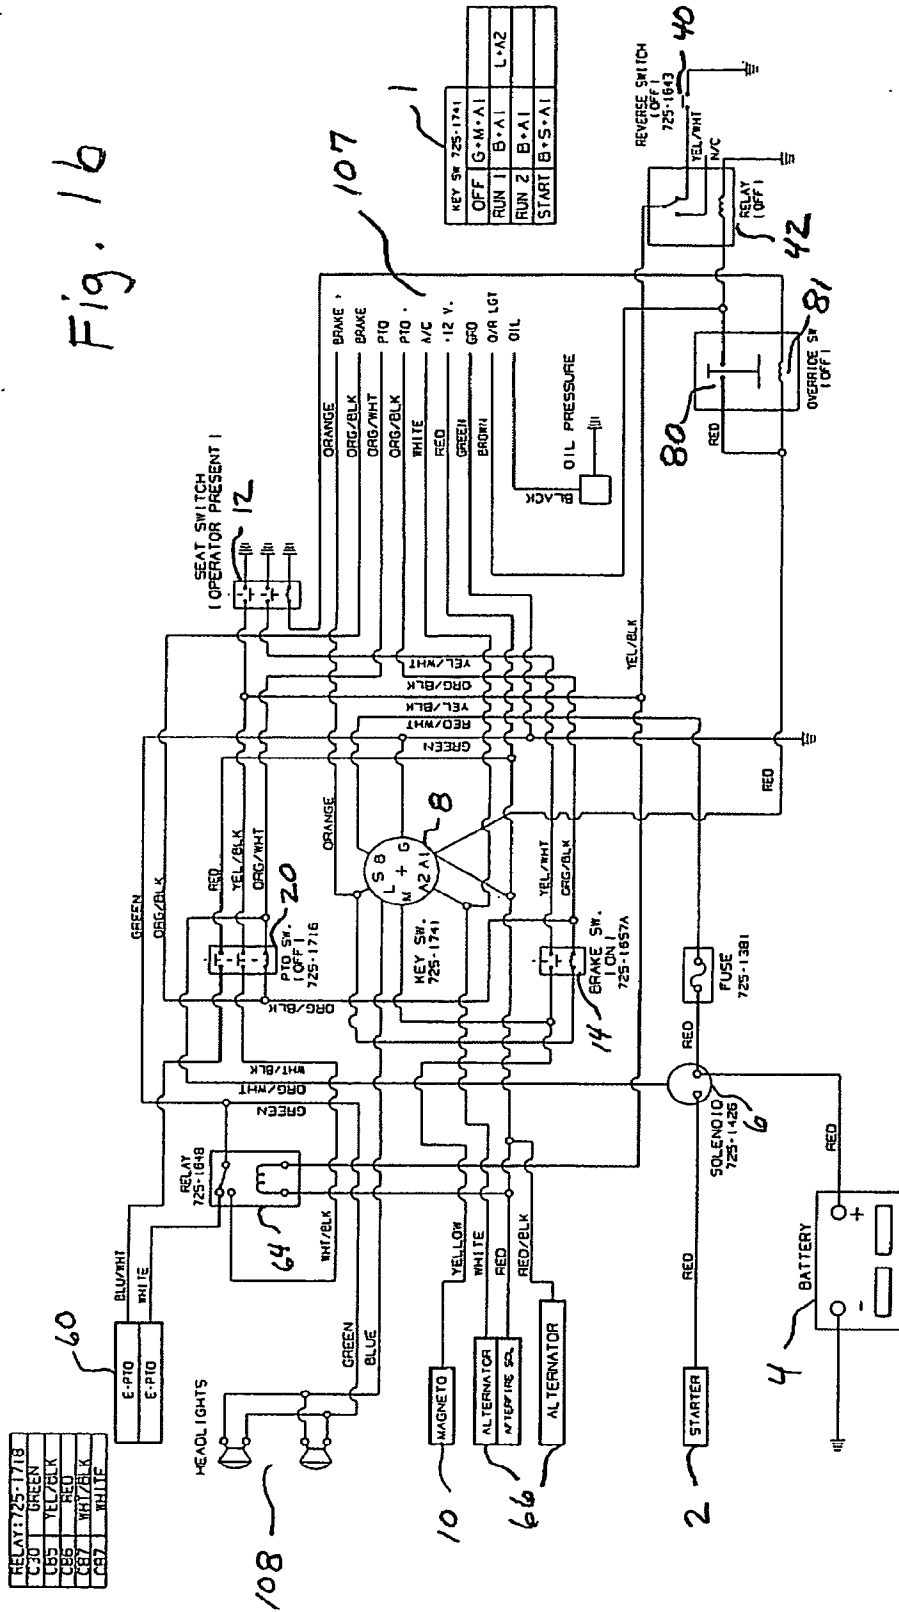 Fig. 1b
RELAY:725-1718
C30 GREEN
C85 YEL/BLK
C86 RED
C87 WHT/BLK
C87 WHITE
60
E-PTO
E-PTO
BLU/WHT
WHITE
RELAY
725-1648
64
WHT/BLK
HEADLIGHTS
108
GREEN
BLUE
GREEN
ORG/WHT
WHT/BLK
GREEN
ORG/BLK
RED
YEL/BLK
ORG/WHT
PTO SW.
(OFF)
725-1716
20
ORG/BLK
SEAT SWITCH
(OPERATOR PRESENT)
12
107
ORANGE BRAKE
ORG/BLK BRAKE
ORG/WHT PTO
ORG/BLK PTO
WHITE A/C
RED +12 V.
GREEN GRD
BROWN O/R LGT
OIL
BLACK
OIL PRESSURE
1
KEY SW 725-1741
OFF G+M+A1
RUN 1 B+A1 L+A2
RUN 2 B+A1
START B+S+A1
ORANGE
GREEN
RED/WHT
YEL/BLK
ORG/BLK
YEL/WHT
L S B
+ G
M A2 A1
8
KEY SW.
725-1741
YEL/WHT
ORG/BLK
BRAKE SW.
(ON)
725-1657A
14
MAGNETO
10
YELLOW
ALTERNATOR
AFTERFIRE SOL
WHITE
RED
RED/BLK
ALTERNATOR
66
YEL/BLK
REVERSE SWITCH
(OFF)
725-1643
40
YEL/WHT
N/C
RELAY
(OFF)
42
80
RED
OVERRIDE SW
(OFF)
81
RED
FUSE
725-1381
RED
SOLENOID
725-1426
6
RED
RED
STARTER
2
BATTERY
4
- +